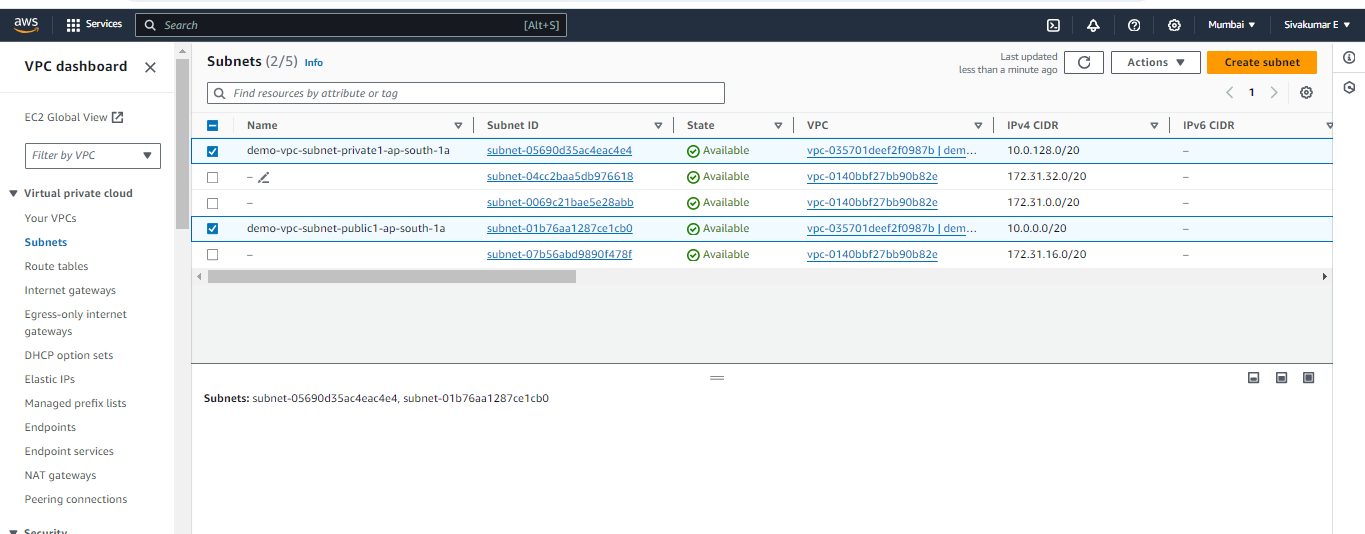 aws Services Search [Alt+S] Mumbai Sivakumar E
VPC dashboard
EC2 Global View
Filter by VPC
Virtual private cloud
Your VPCs
Subnets
Route tables
Internet gateways
Egress-only internet
gateways
DHCP option sets
Elastic IPs
Managed prefix lists
Endpoints
Endpoint services
NAT gateways
Peering connections
Security
Subnets (2/5) Info
Last updated
less than a minute ago
Actions
Create subnet
Find resources by attribute or tag
1
Name Subnet ID State VPC IPv4 CIDR IPv6 CIDR
demo-vpc-subnet-private1-ap-south-1a subnet-05690d35ac4eac4e4 Available vpc-035701deef2f0987b | dem… 10.0.128.0/20 –
– subnet-04cc2baa5db976618 Available vpc-0140bbf27bb90b82e 172.31.32.0/20 –
– subnet-0069c21bae5e28abb Available vpc-0140bbf27bb90b82e 172.31.0.0/20 –
demo-vpc-subnet-public1-ap-south-1a subnet-01b76aa1287ce1cb0 Available vpc-035701deef2f0987b | dem… 10.0.0.0/20 –
– subnet-07b56abd9890f478f Available vpc-0140bbf27bb90b82e 172.31.16.0/20 –
Subnets: subnet-05690d35ac4eac4e4, subnet-01b76aa1287ce1cb0